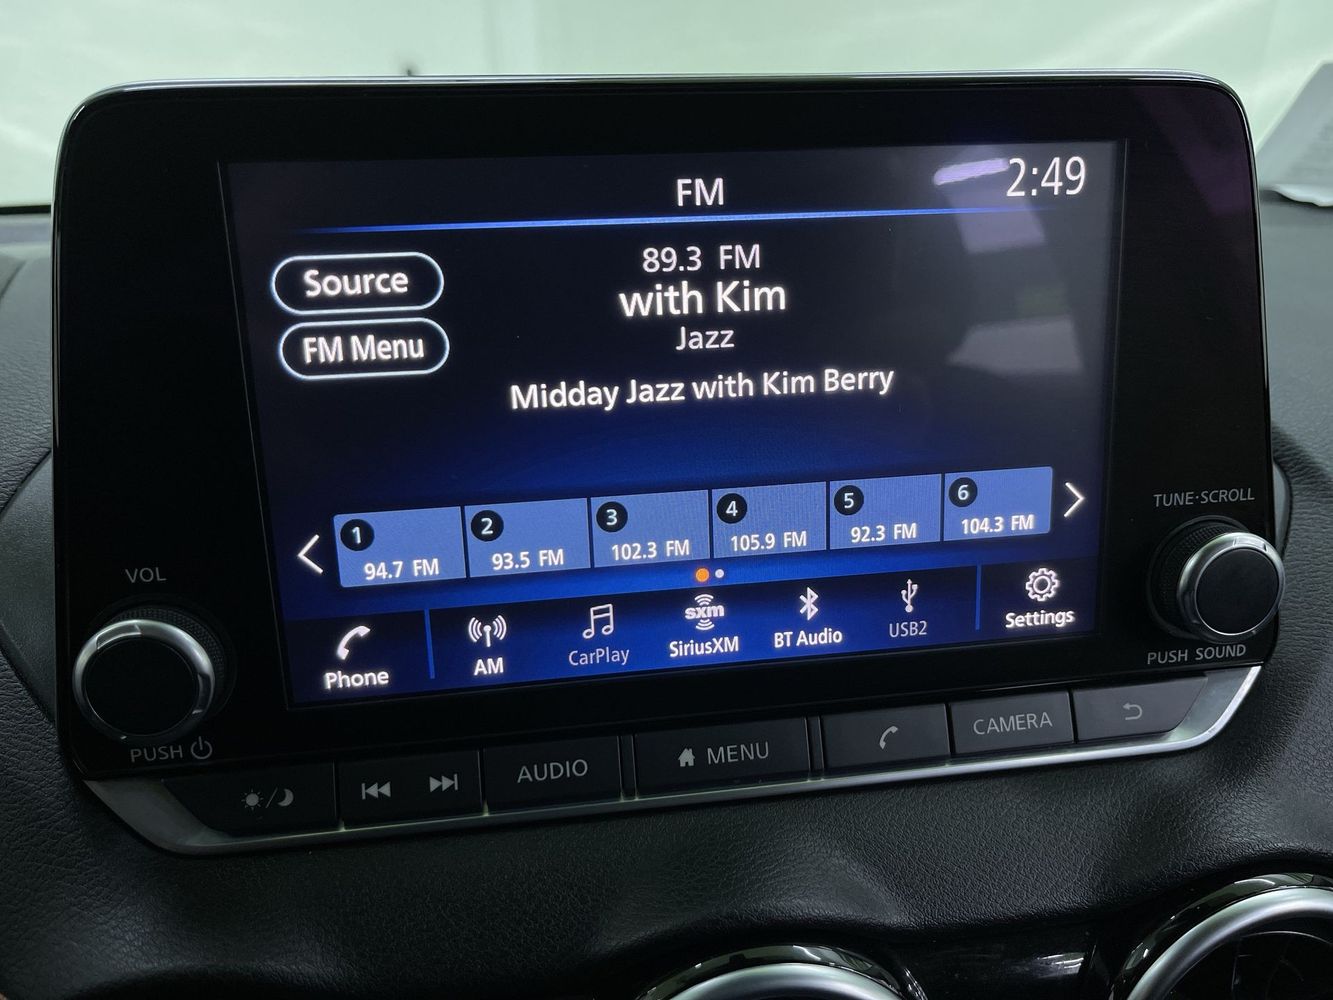 FM
2:49
Source
FM Menu
89.3 FM
with Kim
Jazz
Midday Jazz with Kim Berry
1 2 3 4 5 6
94.7 FM 93.5 FM 102.3 FM 105.9 FM 92.3 FM 104.3 FM
sxm
Phone AM CarPlay SiriusXM BT Audio USB2 Settings
VOL
PUSH
TUNE·SCROLL
PUSH SOUND
AUDIO MENU CAMERA